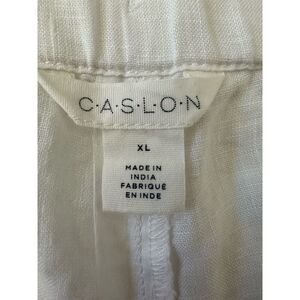 C·A·S·L·O·N
XL
MADE IN
INDIA
FABRIQUÉ
EN INDE